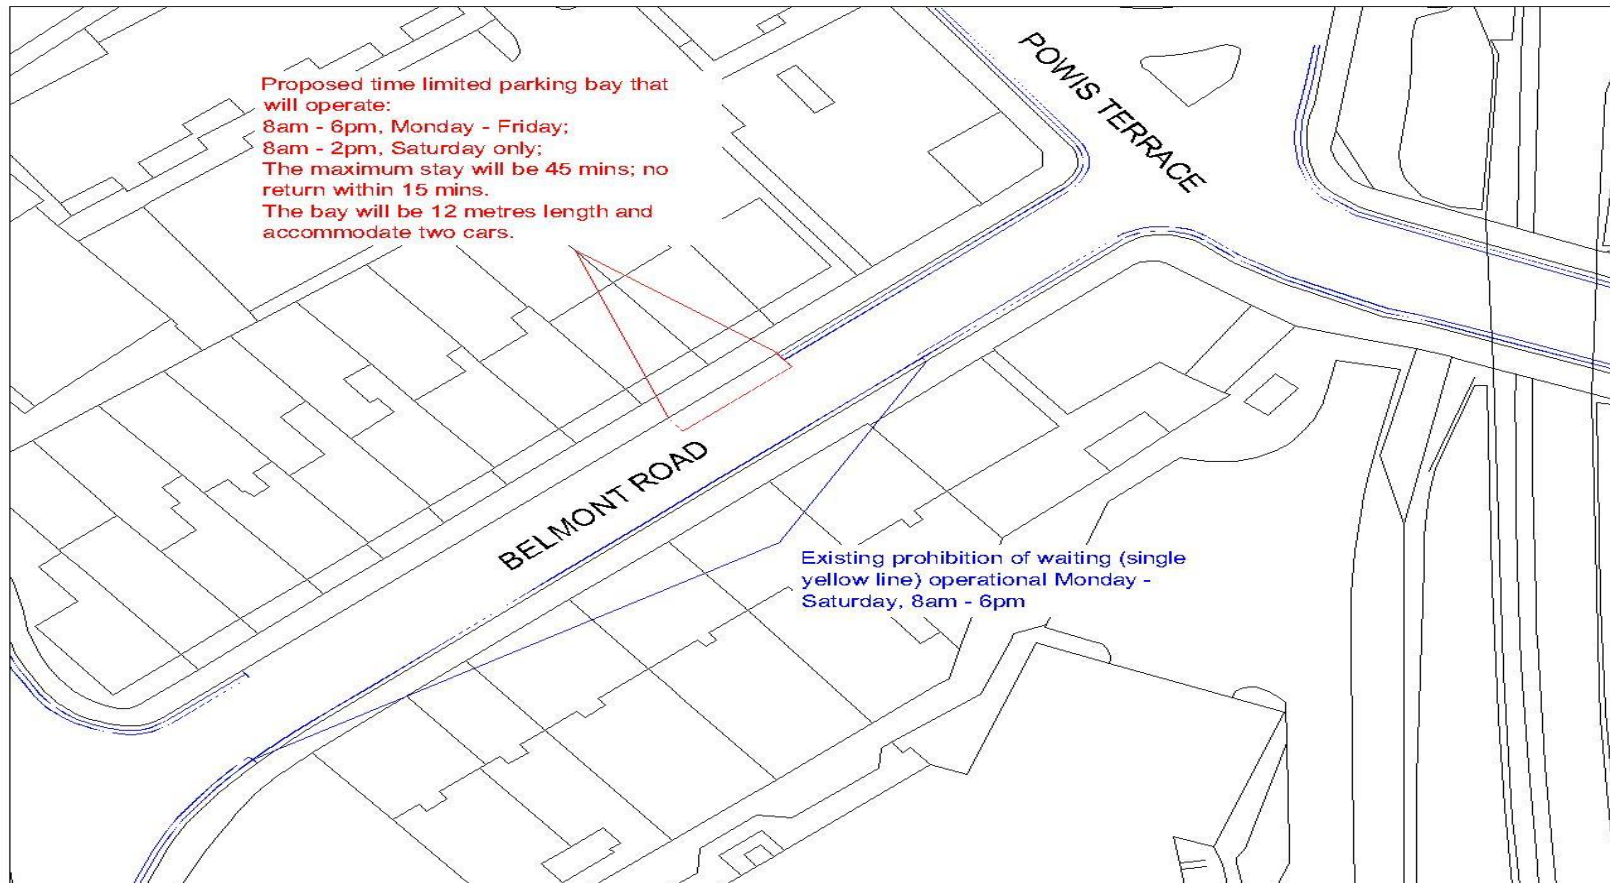 POWIS TERRACE
Proposed time limited parking bay that
will operate:
8am - 6pm, Monday - Friday;
8am - 2pm, Saturday only;
The maximum stay will be 45 mins; no
return within 15 mins.
The bay will be 12 metres length and
accommodate two cars.
BELMONT ROAD
Existing prohibition of waiting (single
yellow line) operational Monday -
Saturday, 8am - 6pm